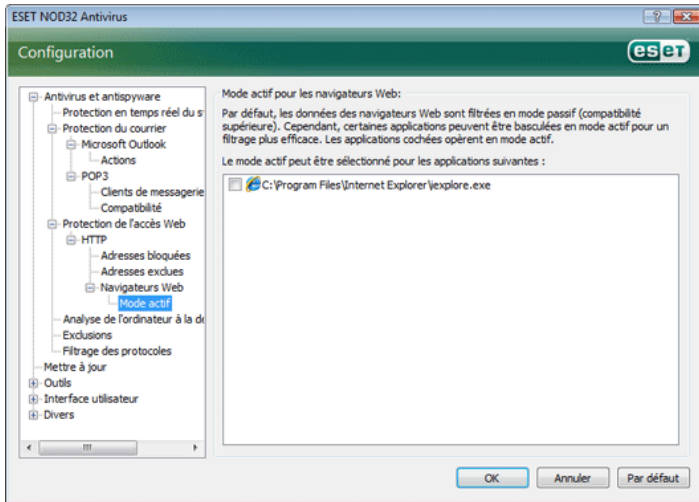 ESET NOD32 Antivirus
Configuration
eseT
Antivirus et antispyware
Protection en temps réel du s
Protection du courrier
Microsoft Outlook
Actions
POP3
Clients de messagerie
Compatibilité
Protection de l'accès Web
HTTP
Adresses bloquées
Adresses exclues
Navigateurs Web
Mode actif
Analyse de l'ordinateur à la de
Exclusions
Filtrage des protocoles
Mettre à jour
Outils
Interface utilisateur
Divers
Mode actif pour les navigateurs Web:
Par défaut, les données des navigateurs Web sont filtrées en mode passif (compatibilité
supérieure). Cependant, certaines applications peuvent être basculées en mode actif pour un
filtrage plus efficace. Les applications cochées opèrent en mode actif.
Le mode actif peut être sélectionné pour les applications suivantes :
C:\Program Files\Internet Explorer\iexplore.exe
OK
Annuler
Par défaut